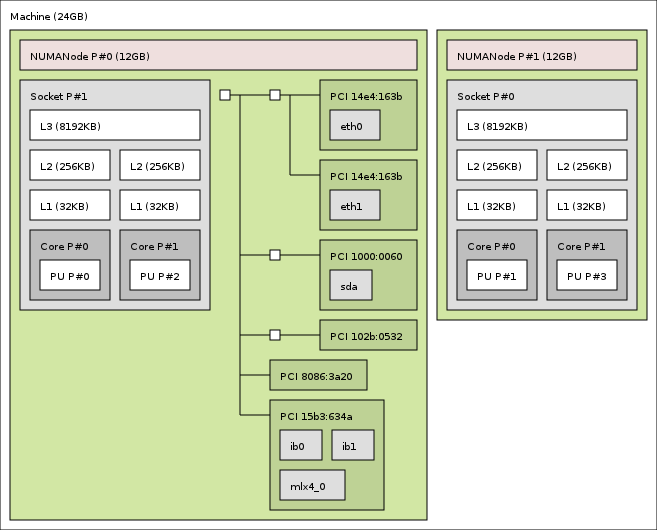 Machine (24GB)
NUMANode P#0 (12GB)
Socket P#1
L3 (8192KB)
L2 (256KB)
L2 (256KB)
L1 (32KB)
L1 (32KB)
Core P#0
Core P#1
PU P#0
PU P#2
PCI 14e4:163b
eth0
PCI 14e4:163b
eth1
PCI 1000:0060
sda
PCI 102b:0532
PCI 8086:3a20
PCI 15b3:634a
ib0
ib1
mlx4_0
NUMANode P#1 (12GB)
Socket P#0
L3 (8192KB)
L2 (256KB)
L2 (256KB)
L1 (32KB)
L1 (32KB)
Core P#0
Core P#1
PU P#1
PU P#3